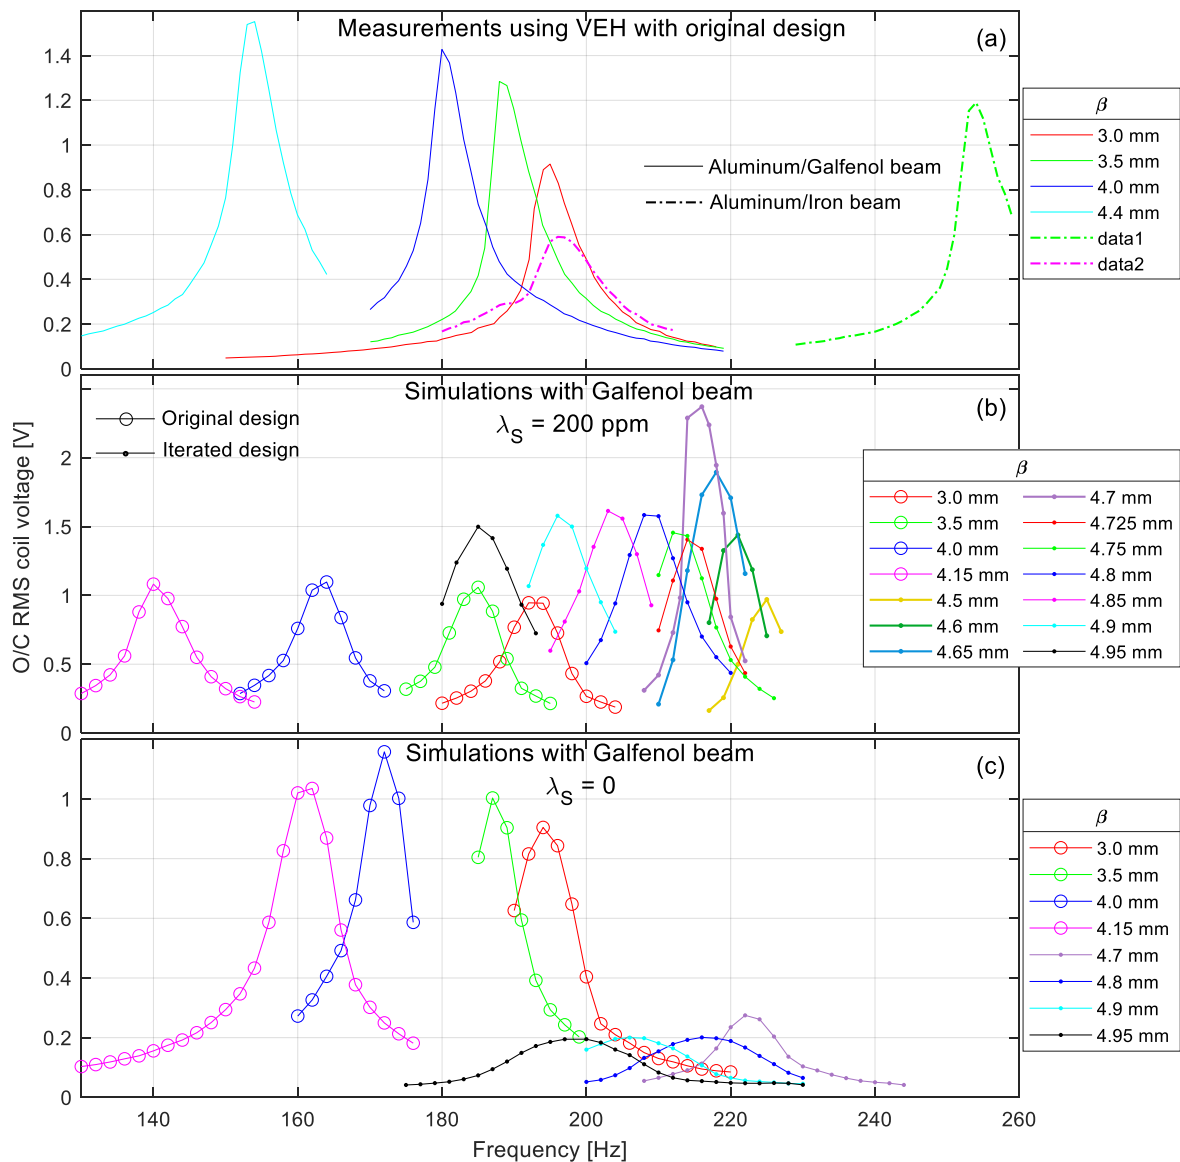 Measurements using VEH with original design
(a)
1.4
1.2
1
0.8
0.6
0.4
0.2
0
Aluminum/Galfenol beam
Aluminum/Iron beam
β
3.0 mm
3.5 mm
4.0 mm
4.4 mm
data1
data2
O/C RMS coil voltage [V]
Simulations with Galfenol beam
λS = 200 ppm
(b)
Original design
Iterated design
2
1.5
1
0.5
0
β
3.0 mm 4.7 mm
3.5 mm 4.725 mm
4.0 mm 4.75 mm
4.15 mm 4.8 mm
4.5 mm 4.85 mm
4.6 mm 4.9 mm
4.65 mm 4.95 mm
Simulations with Galfenol beam
λS = 0
(c)
1
0.8
0.6
0.4
0.2
0
β
3.0 mm
3.5 mm
4.0 mm
4.15 mm
4.7 mm
4.8 mm
4.9 mm
4.95 mm
140 160 180 200 220 240 260
Frequency [Hz]